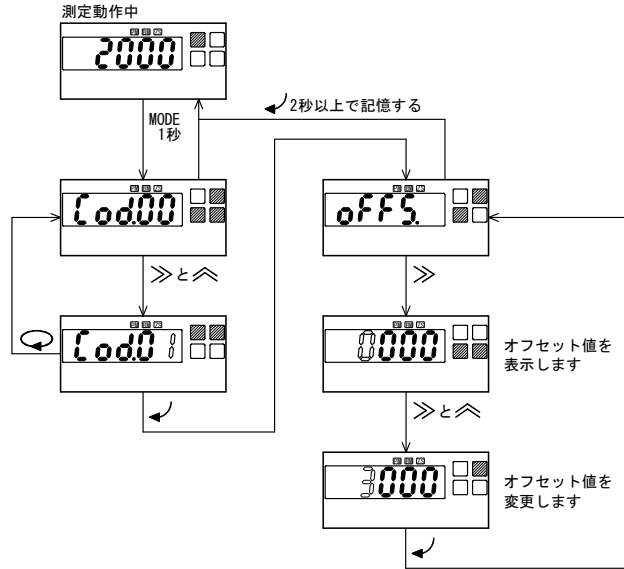 測定動作中
2000
2秒以上で記憶する
MODE
1秒
Cod.00
oFFS.
≫と︽
≫
Cod.01
0000
オフセット値を
表示します
≫と︽
3000
オフセット値を
変更します